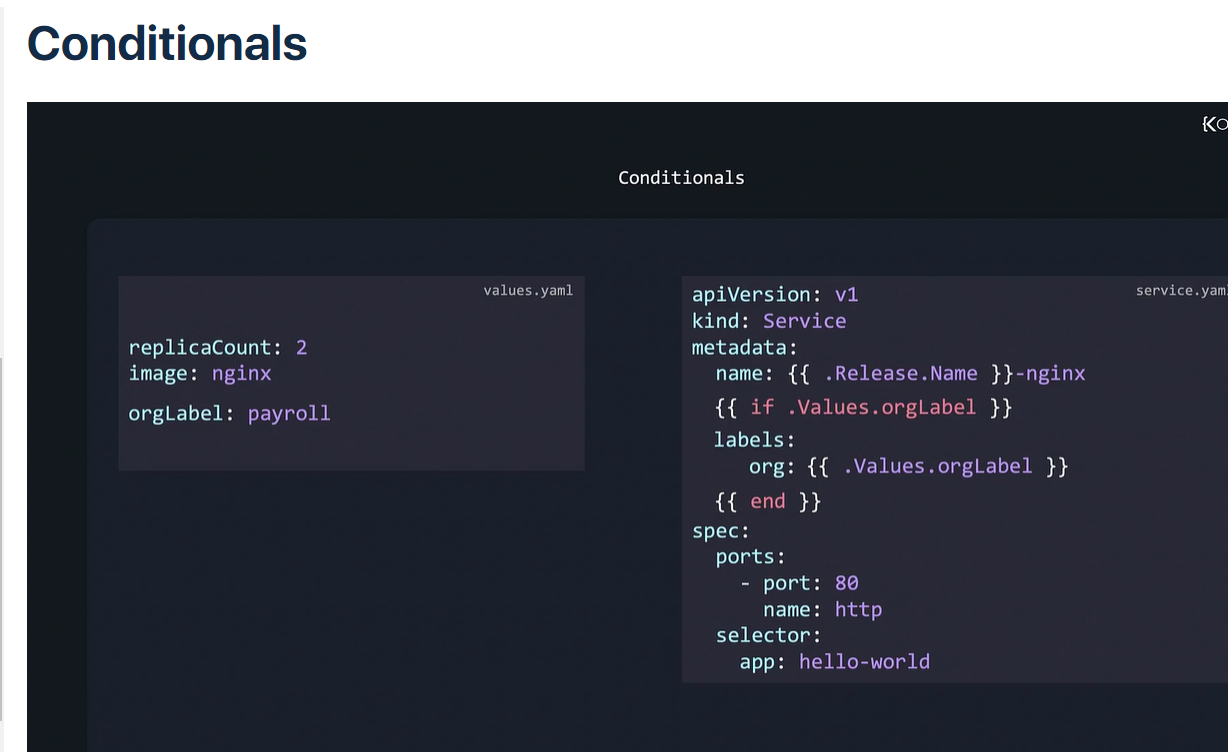 Conditionals
Conditionals
values.yaml
replicaCount: 2
image: nginx
orgLabel: payroll
service.yaml
apiVersion: v1
kind: Service
metadata:
  name: {{ .Release.Name }}-nginx
  {{ if .Values.orgLabel }}
  labels:
     org: {{ .Values.orgLabel }}
  {{ end }}
spec:
  ports:
    - port: 80
      name: http
  selector:
    app: hello-world